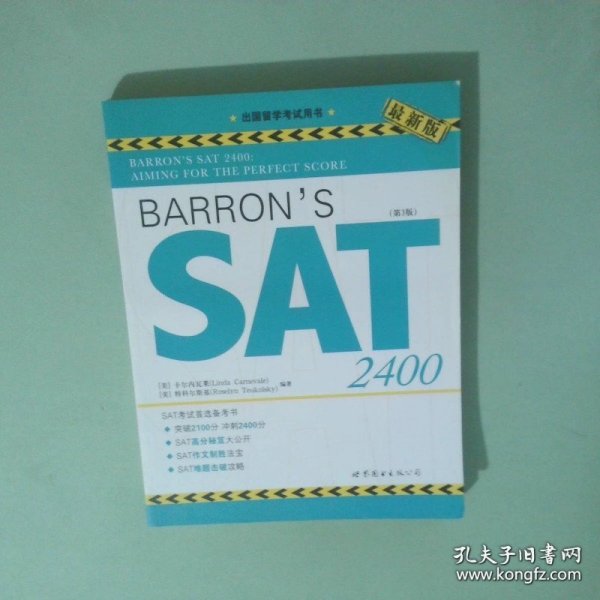 ★ 出国留学考试用书 ★
最新版
BARRON'S SAT 2400:
AIMING FOR THE PERFECT SCORE
BARRON'S
(第3版)
SAT
2400
[美] 卡尔内瓦莱(Linda Carnevale)
[美] 特科尔斯基(Roselyn Teukolsky) 编著
SAT考试首选备考书
◆ 突破2100分 冲刺2400分
◆ SAT高分秘笈大公开
◆ SAT作文制胜法宝
◆ SAT难题击破攻略
世界图书出版公司
孔夫子旧书网
www.kongfz.com